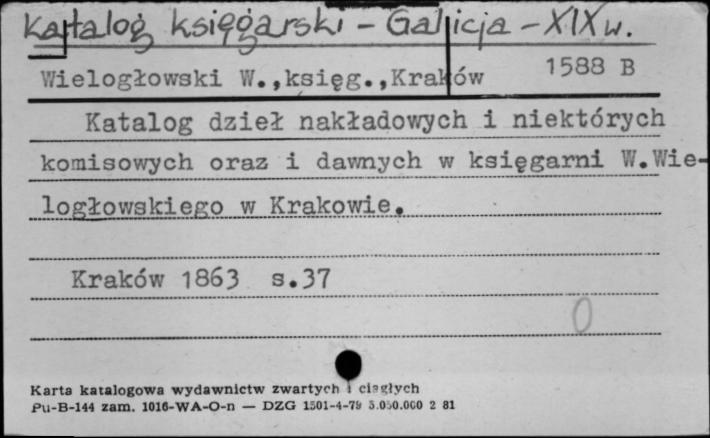 Katalog księgarski - Galicja - XIX w.
Wielogłowski W., księg., Kraków 1588 B
Katalog dzieł nakładowych i niektórych
komisowych oraz i dawnych w księgarni W.Wie-
logłowskiego w Krakowie.
Kraków 1863 s.37
0
Karta katalogowa wydawnictw zwartych i ciągłych
Pu-B-144 zam. 1016-WA-O-n — DZG 1501-4-79 5.050.000 2 81